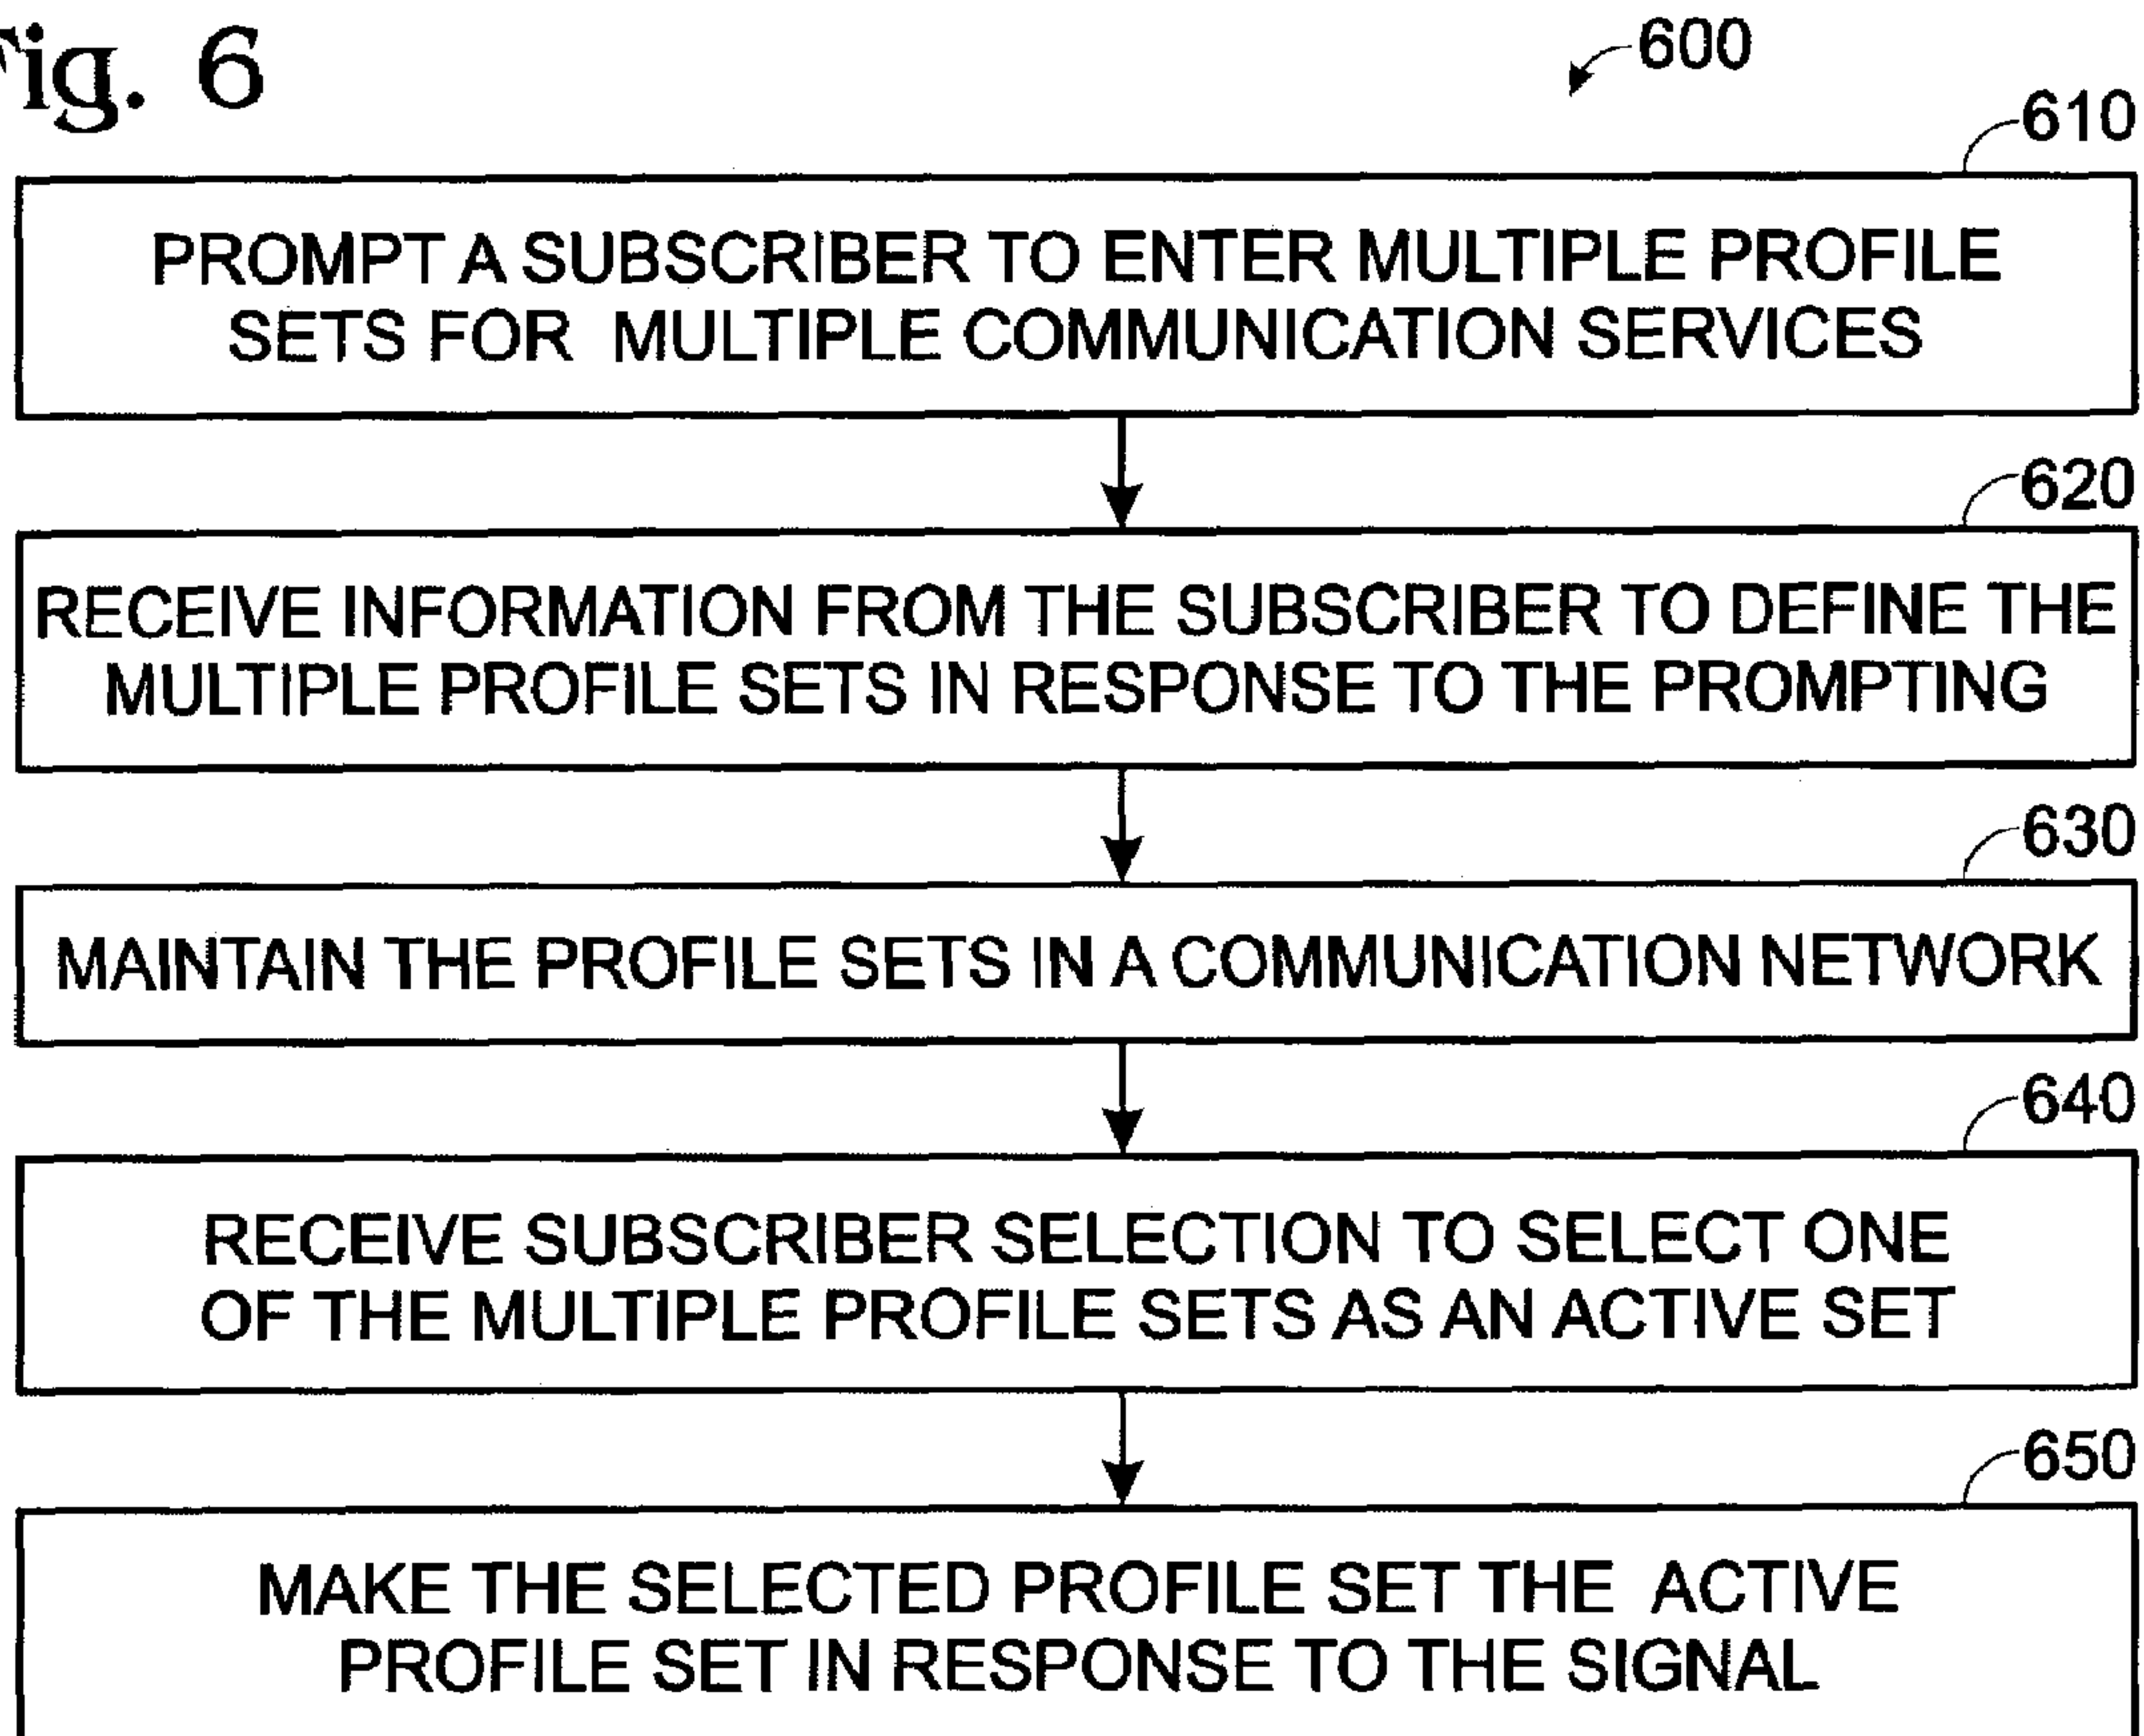 Fig. 6
600
610
PROMPT A SUBSCRIBER TO ENTER MULTIPLE PROFILE
SETS FOR MULTIPLE COMMUNICATION SERVICES
620
RECEIVE INFORMATION FROM THE SUBSCRIBER TO DEFINE THE
MULTIPLE PROFILE SETS IN RESPONSE TO THE PROMPTING
630
MAINTAIN THE PROFILE SETS IN A COMMUNICATION NETWORK
640
RECEIVE SUBSCRIBER SELECTION TO SELECT ONE
OF THE MULTIPLE PROFILE SETS AS AN ACTIVE SET
650
MAKE THE SELECTED PROFILE SET THE ACTIVE
PROFILE SET IN RESPONSE TO THE SIGNAL